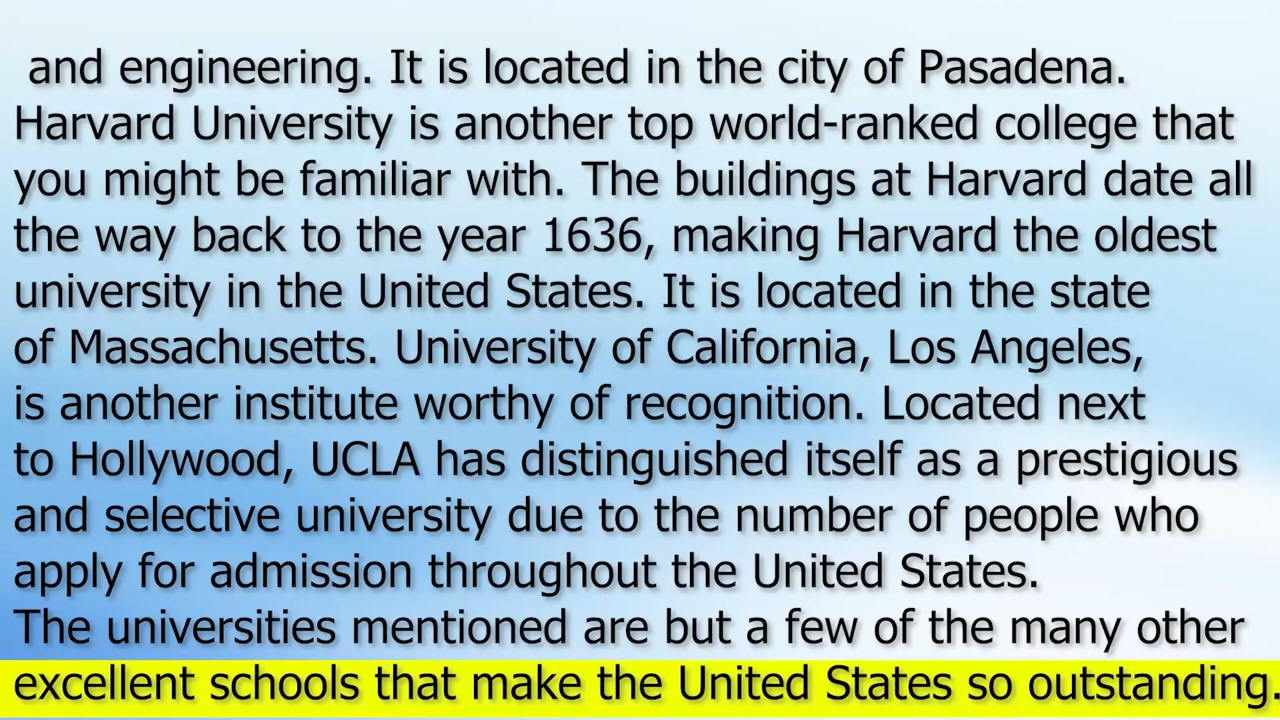 and engineering. It is located in the city of Pasadena.
Harvard University is another top world-ranked college that
you might be familiar with. The buildings at Harvard date all
the way back to the year 1636, making Harvard the oldest
university in the United States. It is located in the state
of Massachusetts. University of California, Los Angeles,
is another institute worthy of recognition. Located next
to Hollywood, UCLA has distinguished itself as a prestigious
and selective university due to the number of people who
apply for admission throughout the United States.
The universities mentioned are but a few of the many other
excellent schools that make the United States so outstanding.